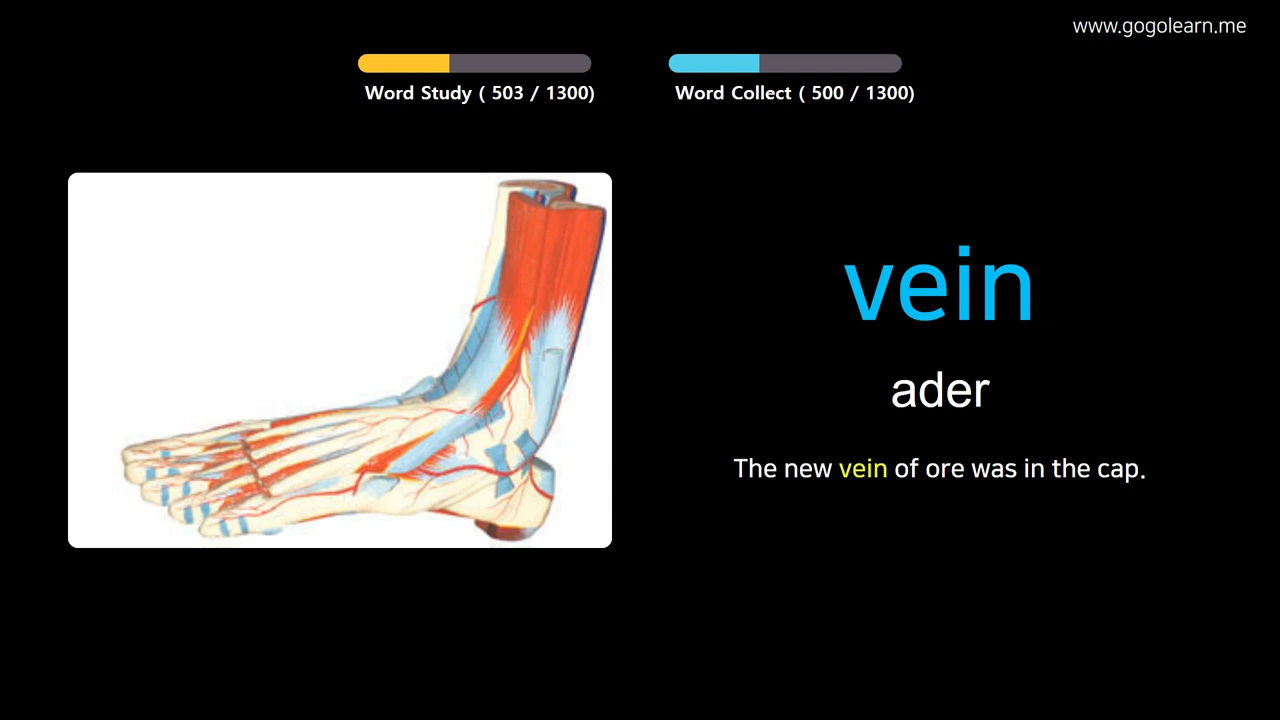 www.gogolearn.me
Word Study ( 503 / 1300)
Word Collect ( 500 / 1300)
vein
ader
The new vein of ore was in the cap.